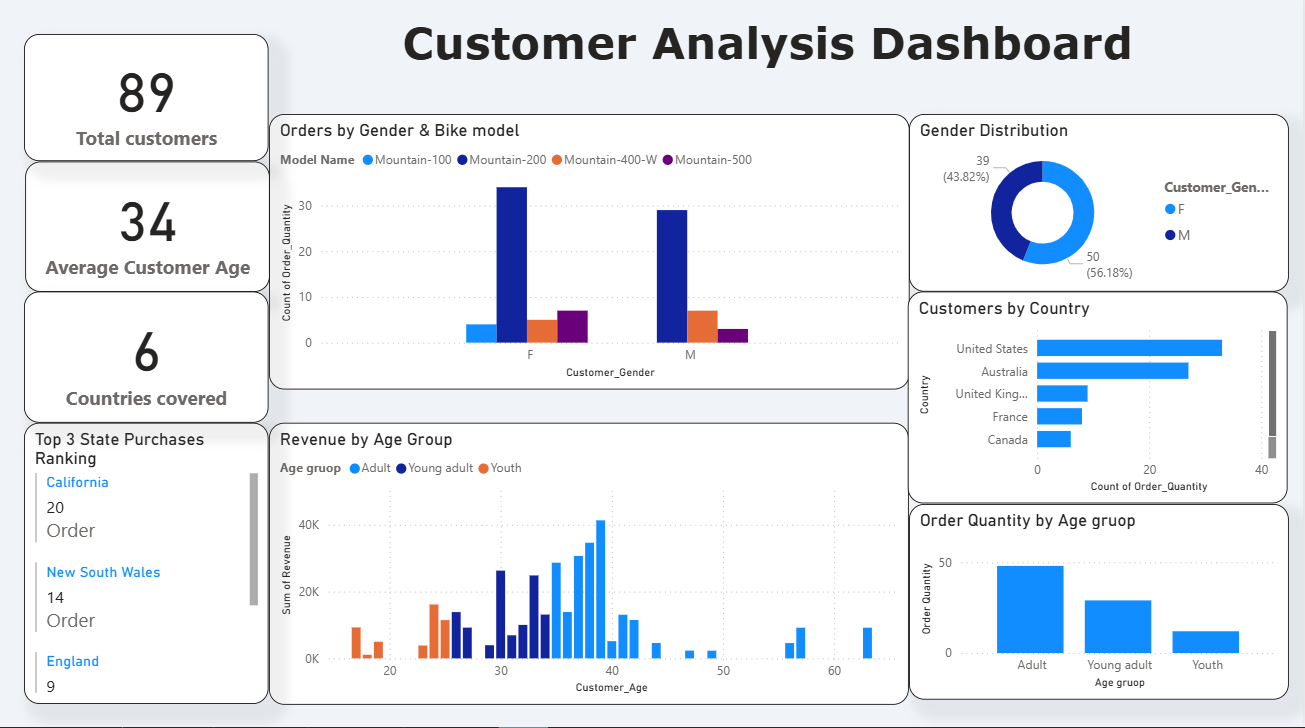 Customer Analysis Dashboard
89
Total customers
34
Average Customer Age
6
Countries covered
Top 3 State Purchases
Ranking
California
20
Order
New South Wales
14
Order
England
9
Orders by Gender & Bike model
Model Name Mountain-100 Mountain-200 Mountain-400-W Mountain-500
Count of Order_Quantity
30
20
10
0
F M
Customer_Gender
Revenue by Age Group
Age gruop Adult Young adult Youth
Sum of Revenue
40K
20K
0K
20 30 40 50 60
Customer_Age
Gender Distribution
39
(43.82%)
50
(56.18%)
Customer_Gen...
F
M
Customers by Country
Country
United States
Australia
United King...
France
Canada
0 20 40
Count of Order_Quantity
Order Quantity by Age gruop
Order Quantity
50
0
Adult Young adult Youth
Age gruop